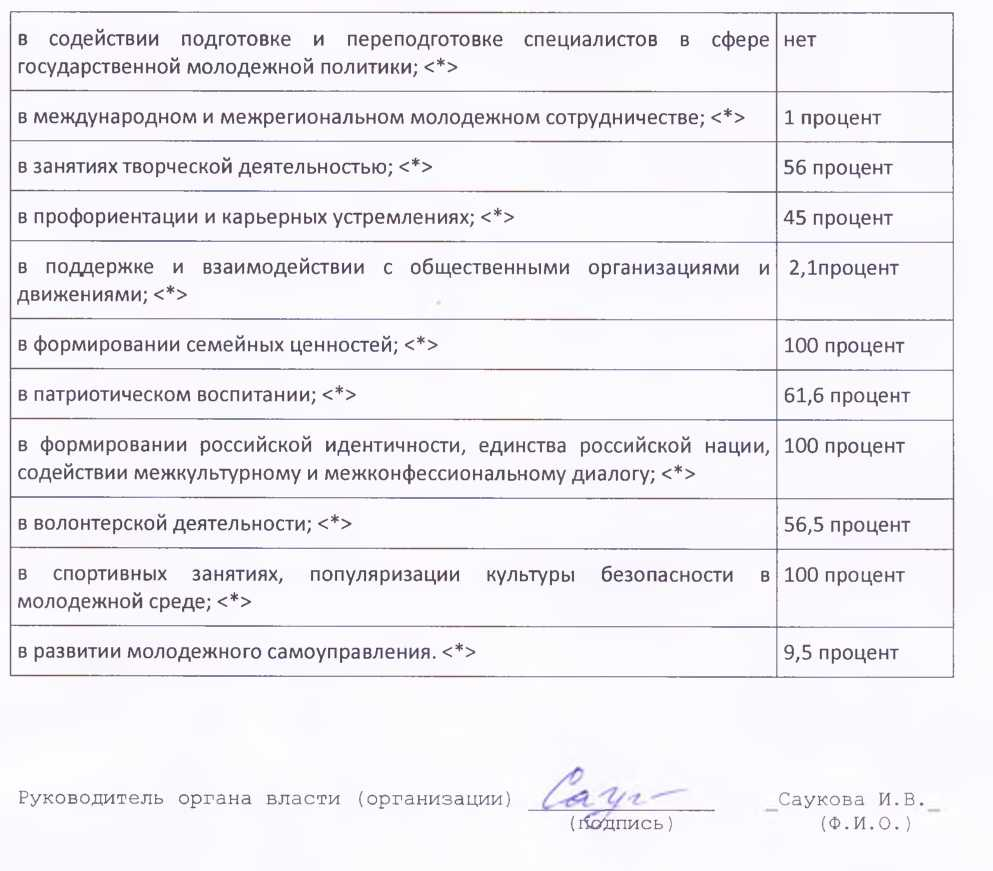 в содействии подготовке и переподготовке специалистов в сфере нет
государственной молодежной политики; <*>
в международном и межрегиональном молодежном сотрудничестве; <*> 1 процент
в занятиях творческой деятельностью; <*> 56 процент
в профориентации и карьерных устремлениях; <*> 45 процент
в поддержке и взаимодействии с общественными организациями и 2,1процент
движениями; <*>
в формировании семейных ценностей; <*> 100 процент
в патриотическом воспитании; <*> 61,6 процент
в формировании российской идентичности, единства российской нации, 100 процент
содействии межкультурному и межконфессиональному диалогу; <*>
в волонтерской деятельности; <*> 56,5 процент
в спортивных занятиях, популяризации культуры безопасности в 100 процент
молодежной среде; <*>
в развитии молодежного самоуправления. <*> 9,5 процент
Руководитель органа власти (организации) _Саукова И.В._
(подпись) (Ф.И.О.)